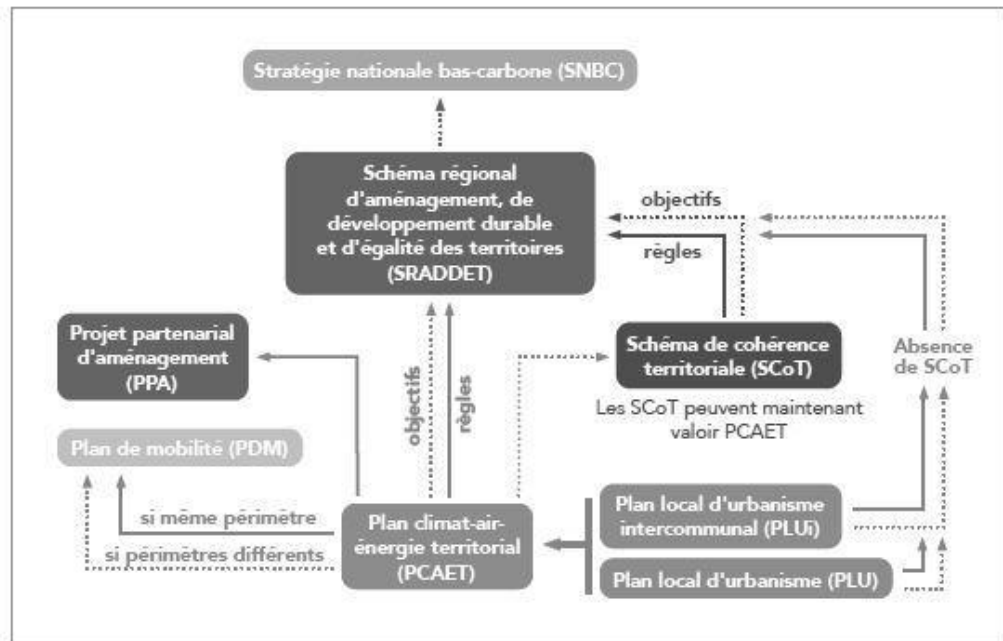 Stratégie nationale bas-carbone (SNBC)
Schéma régional
d'aménagement, de
développement durable
et d'égalité des territoires
(SRADDET)
objectifs
règles
Projet partenarial
d'aménagement
(PPA)
Schéma de cohérence
territoriale (SCoT)
Absence
de SCoT
Les SCoT peuvent maintenant
valoir PCAET
objectifs
règles
Plan de mobilité (PDM)
si même périmètre
si périmètres différents
Plan climat-air-
énergie territorial
(PCAET)
Plan local d'urbanisme
intercommunal (PLUi)
Plan local d'urbanisme (PLU)